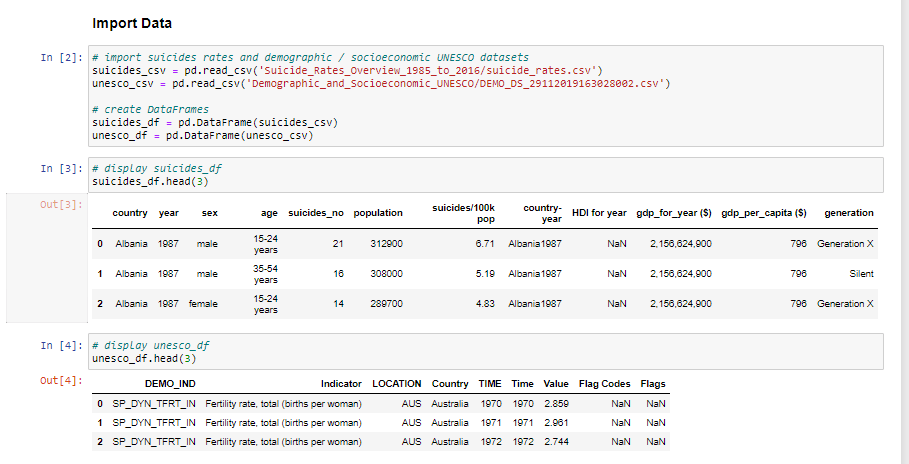 Import Data
In [2]: # import suicides rates and demographic / socioeconomic UNESCO datasets
suicides_csv = pd.read_csv('Suicide_Rates_Overview_1985_to_2016/suicide_rates.csv')
unesco_csv = pd.read_csv('Demographic_and_Socioeconomic_UNESCO/DEMO_DS_29112019163028002.csv')
# create DataFrames
suicides_df = pd.DataFrame(suicides_csv)
unesco_df = pd.DataFrame(unesco_csv)
In [3]: # display suicides_df
suicides_df.head(3)
Out[3]:
country year sex age suicides_no population suicides/100k pop country-year HDI for year gdp_for_year ($) gdp_per_capita ($) generation
0 Albania 1987 male 15-24 years 21 312900 6.71 Albania1987 NaN 2,156,624,900 796 Generation X
1 Albania 1987 male 35-54 years 16 308000 5.19 Albania1987 NaN 2,156,624,900 796 Silent
2 Albania 1987 female 15-24 years 14 289700 4.83 Albania1987 NaN 2,156,624,900 796 Generation X
In [4]: # display unesco_df
unesco_df.head(3)
Out[4]:
DEMO_IND Indicator LOCATION Country TIME Time Value Flag Codes Flags
0 SP_DYN_TFRT_IN Fertility rate, total (births per woman) AUS Australia 1970 1970 2.859 NaN NaN
1 SP_DYN_TFRT_IN Fertility rate, total (births per woman) AUS Australia 1971 1971 2.961 NaN NaN
2 SP_DYN_TFRT_IN Fertility rate, total (births per woman) AUS Australia 1972 1972 2.744 NaN NaN